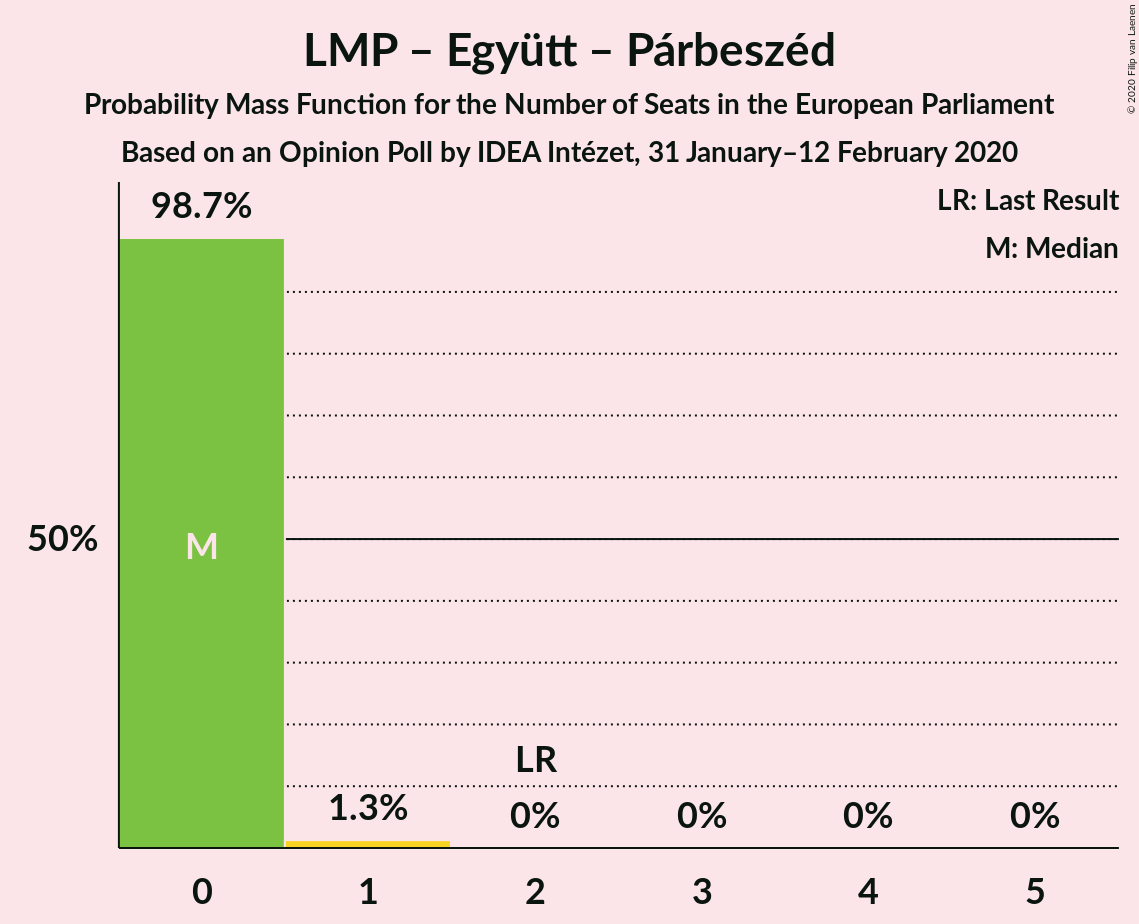 LMP – Együtt – Párbeszéd
Probability Mass Function for the Number of Seats in the European Parliament
Based on an Opinion Poll by IDEA Intézet, 31 January–12 February 2020
© 2020 Filip van Laenen
LR: Last Result
M: Median
98.7%
50%
M
LR
1.3%
0%
0%
0%
0%
0
1
2
3
4
5